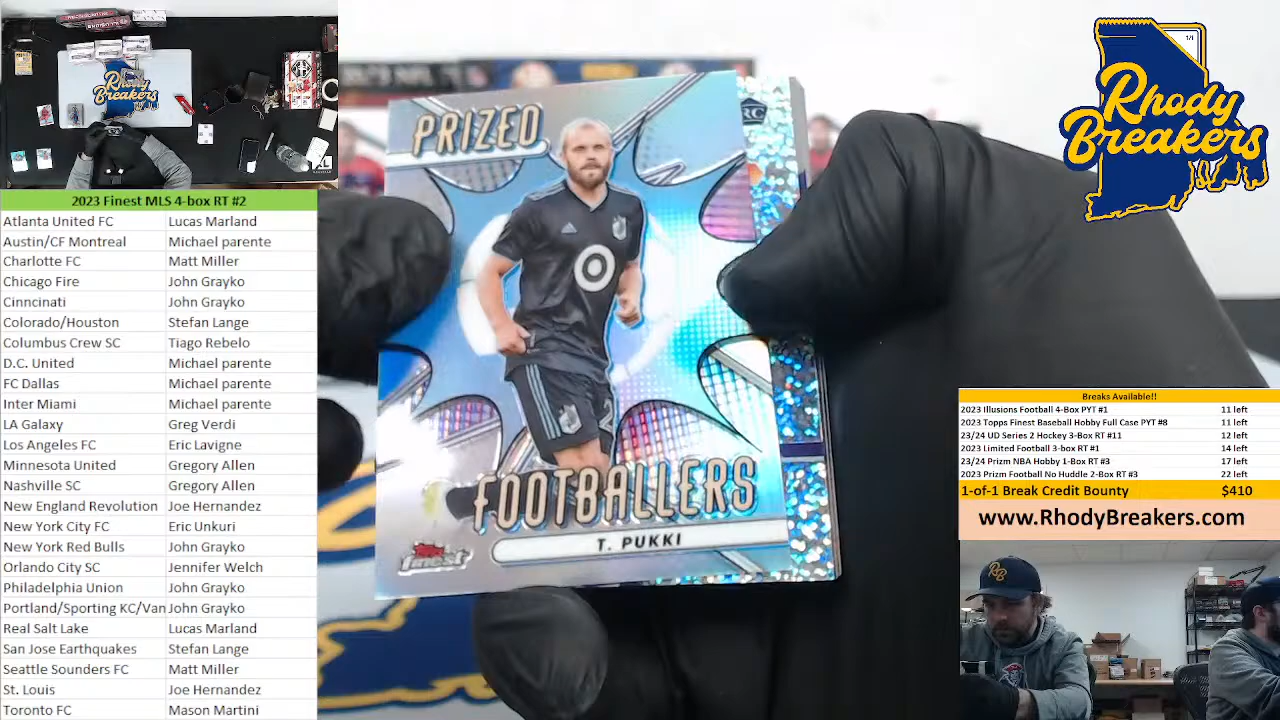 Rhody
Breakers
2023 Finest MLS 4-box RT #2
Atlanta United FC Lucas Marland
Austin/CF Montreal Michael parente
Charlotte FC Matt Miller
Chicago Fire John Grayko
Cinncinati John Grayko
Colorado/Houston Stefan Lange
Columbus Crew SC Tiago Rebelo
D.C. United Michael parente
FC Dallas Michael parente
Inter Miami Michael parente
LA Galaxy Greg Verdi
Los Angeles FC Eric Lavigne
Minnesota United Gregory Allen
Nashville SC Gregory Allen
New England Revolution Joe Hernandez
New York City FC Eric Unkuri
New York Red Bulls John Grayko
Orlando City SC Jennifer Welch
Philadelphia Union John Grayko
Portland/Sporting KC/Van John Grayko
Real Salt Lake Lucas Marland
San Jose Earthquakes Stefan Lange
Seattle Sounders FC Matt Miller
St. Louis Joe Hernandez
Toronto FC Mason Martini
PRIZED
RC
FOOTBALLERS
Topps
finest
T. PUKKI
1/1
Rhody
Breakers
Breaks Available!!
2023 Illusions Football 4-Box PYT #1 11 left
2023 Topps Finest Baseball Hobby Full Case PYT #8 11 left
23/24 UD Series 2 Hockey 3-Box RT #11 12 left
2023 Limited Football 3-box RT #1 14 left
23/24 Prizm NBA Hobby 1-Box RT #3 17 left
2023 Prizm Football No Huddle 2-Box RT #3 22 left
1-of-1 Break Credit Bounty $410
www.RhodyBreakers.com
RB